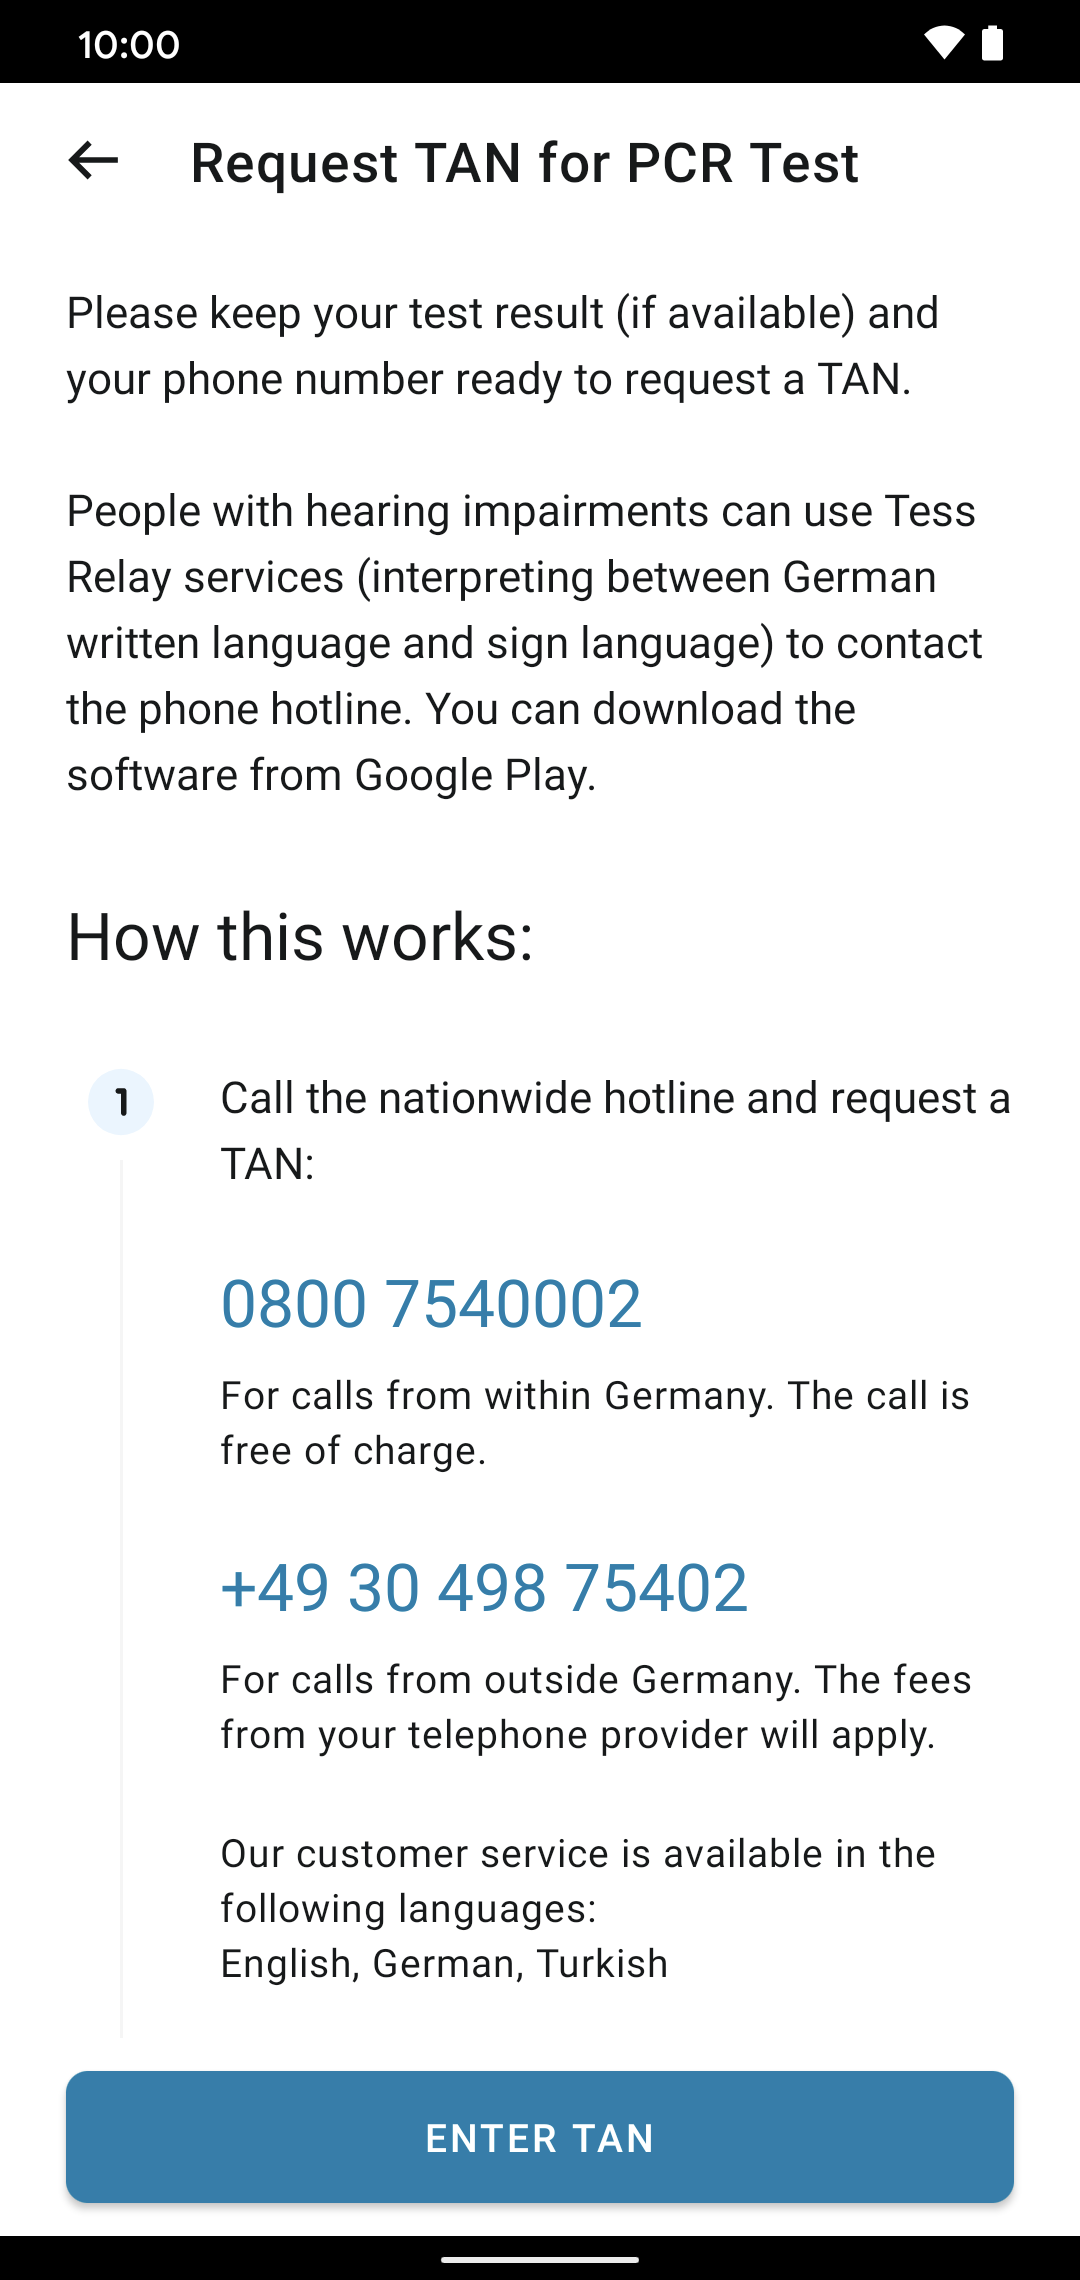 10:00
Request TAN for PCR Test
Please keep your test result (if available) and
your phone number ready to request a TAN.
People with hearing impairments can use Tess
Relay services (interpreting between German
written language and sign language) to contact
the phone hotline. You can download the
software from Google Play.
How this works:
1
Call the nationwide hotline and request a
TAN:
0800 7540002
For calls from within Germany. The call is
free of charge.
+49 30 498 75402
For calls from outside Germany. The fees
from your telephone provider will apply.
Our customer service is available in the
following languages:
English, German, Turkish
ENTER TAN